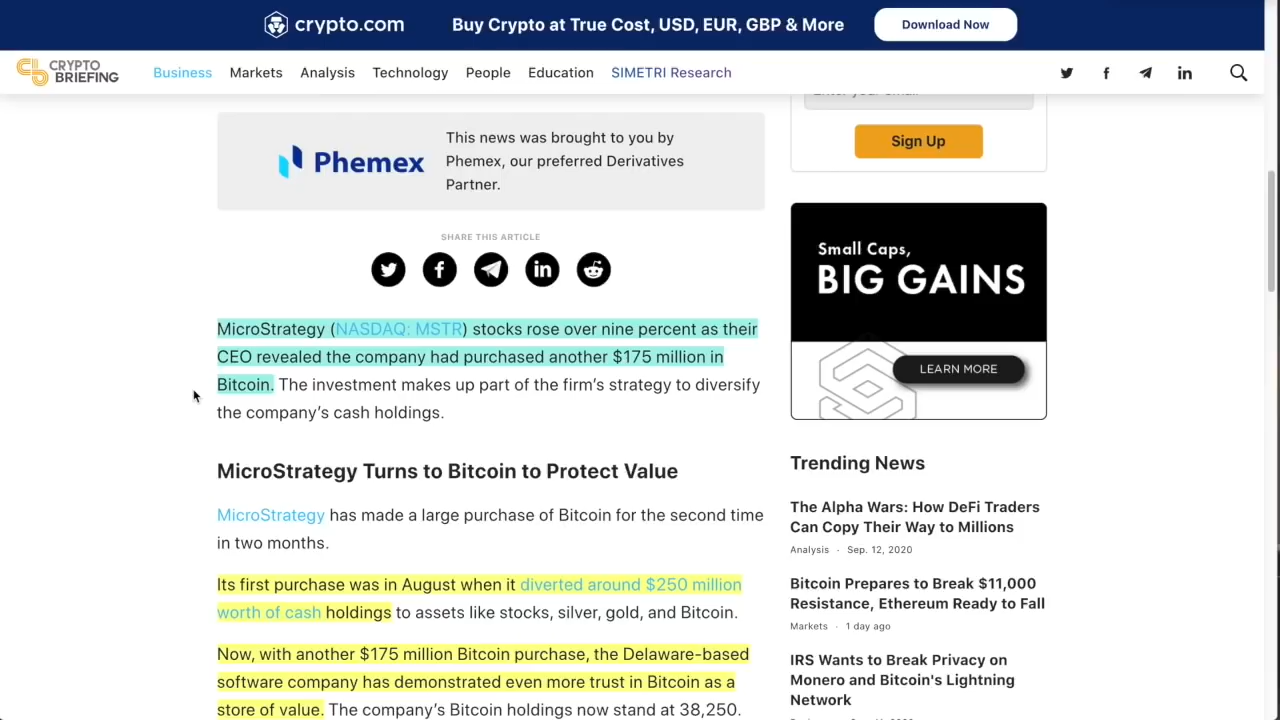 crypto.com
Buy Crypto at True Cost, USD, EUR, GBP & More
Download Now
CRYPTO
BRIEFING
Business
Markets
Analysis
Technology
People
Education
SIMETRI Research
This news was brought to you by
Phemex, our preferred Derivatives
Partner.
Phemex
SHARE THIS ARTICLE
MicroStrategy (NASDAQ: MSTR) stocks rose over nine percent as their
CEO revealed the company had purchased another $175 million in
Bitcoin. The investment makes up part of the firm's strategy to diversify
the company's cash holdings.
MicroStrategy Turns to Bitcoin to Protect Value
MicroStrategy has made a large purchase of Bitcoin for the second time
in two months.
Its first purchase was in August when it diverted around $250 million
worth of cash holdings to assets like stocks, silver, gold, and Bitcoin.
Now, with another $175 million Bitcoin purchase, the Delaware-based
software company has demonstrated even more trust in Bitcoin as a
store of value. The company's Bitcoin holdings now stand at 38,250.
Sign Up
Small Caps,
BIG GAINS
LEARN MORE
Trending News
The Alpha Wars: How DeFi Traders
Can Copy Their Way to Millions
Analysis · Sep. 12, 2020
Bitcoin Prepares to Break $11,000
Resistance, Ethereum Ready to Fall
Markets · 1 day ago
IRS Wants to Break Privacy on
Monero and Bitcoin's Lightning
Network